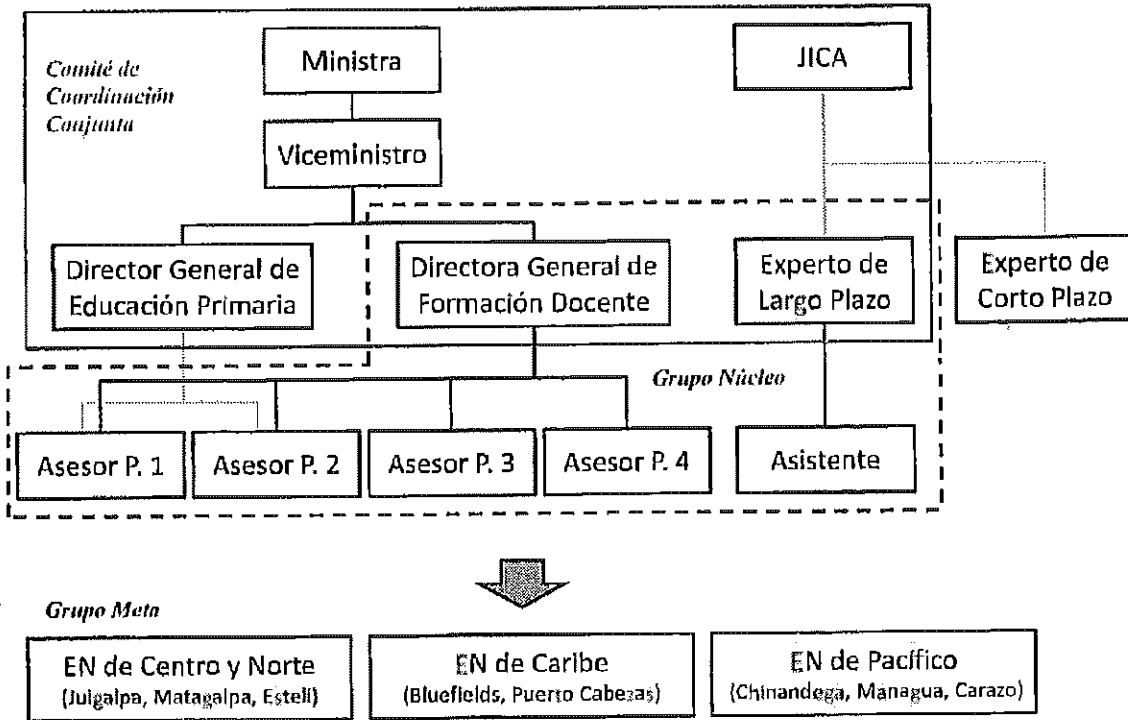 Comité de
Coordinación
Conjunta
Ministra
JICA
Viceministro
Director General de
Educación Primaria
Directora General de
Formación Docente
Experto de
Largo Plazo
Experto de
Corto Plazo
Grupo Núcleo
Asesor P. 1
Asesor P. 2
Asesor P. 3
Asesor P. 4
Asistente
Grupo Meta
EN de Centro y Norte
(Juigalpa, Matagalpa, Estelí)
EN de Caribe
(Bluefields, Puerto Cabezas)
EN de Pacífico
(Chinandega, Managua, Carazo)